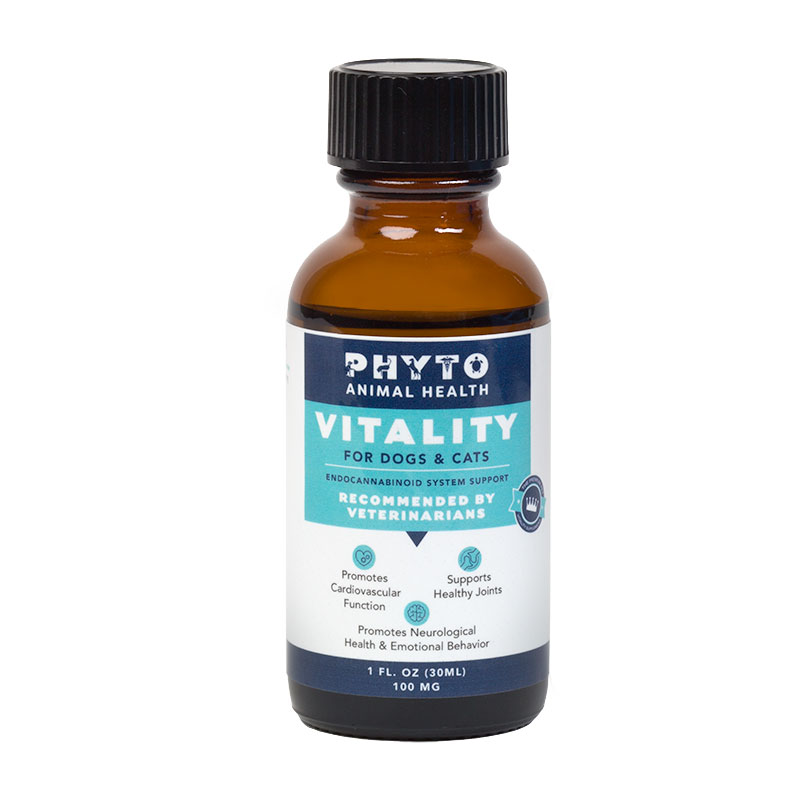 PHYTO
ANIMAL HEALTH
VITALITY
FOR DOGS & CATS
ENDOCANNABINOID SYSTEM SUPPORT
RECOMMENDED BY
VETERINARIANS
Promotes
Cardiovascular
Function
Supports
Healthy Joints
Promotes Neurological
Health & Emotional Behavior
1 FL. OZ (30ML)
100 MG